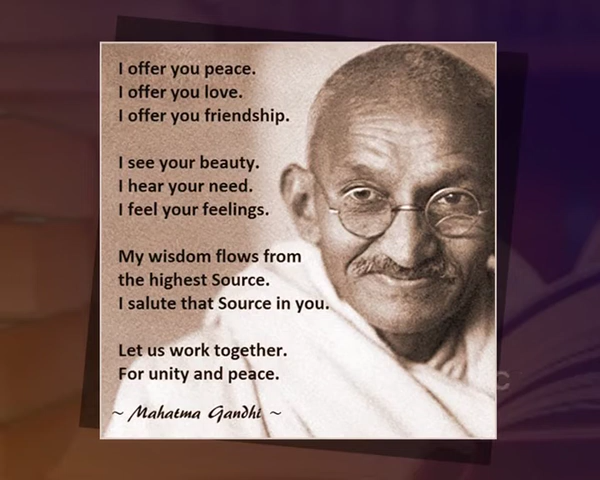 I offer you peace.
I offer you love.
I offer you friendship.
I see your beauty.
I hear your need.
I feel your feelings.
My wisdom flows from
the highest Source.
I salute that Source in you.
Let us work together.
For unity and peace.
~ Mahatma Gandhi ~